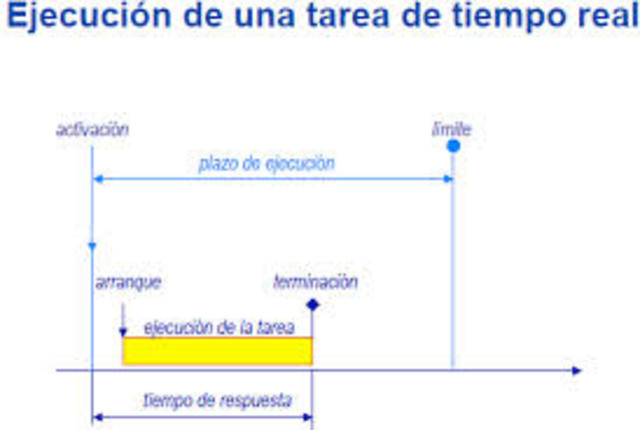 Ejecución de una tarea de tiempo real
activación
límite
plazo de ejecución
arranque
terminación
ejecución de la tarea
tiempo de respuesta